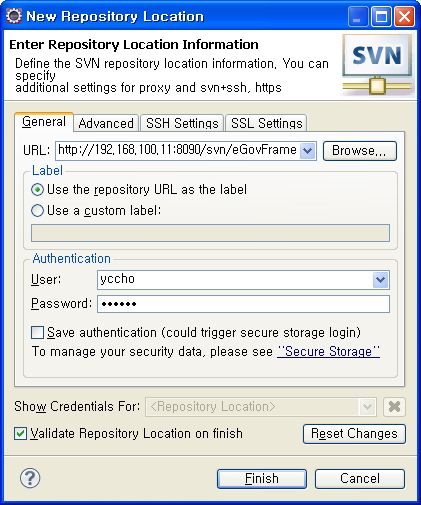 New Repository Location
Enter Repository Location Information
Define the SVN repository location information. You can
specify
additional settings for proxy and svn+ssh, https
SVN
General Advanced SSH Settings SSL Settings
URL: http://192.168.100.11:8090/svn/eGovFrame Browse...
Label
Use the repository URL as the label
Use a custom label:
Authentication
User: yccho
Password: ••••••
Save authentication (could trigger secure storage login)
To manage your security data, please see "Secure Storage"
Show Credentials For: <Repository Location>
Validate Repository Location on finish Reset Changes
? Finish Cancel